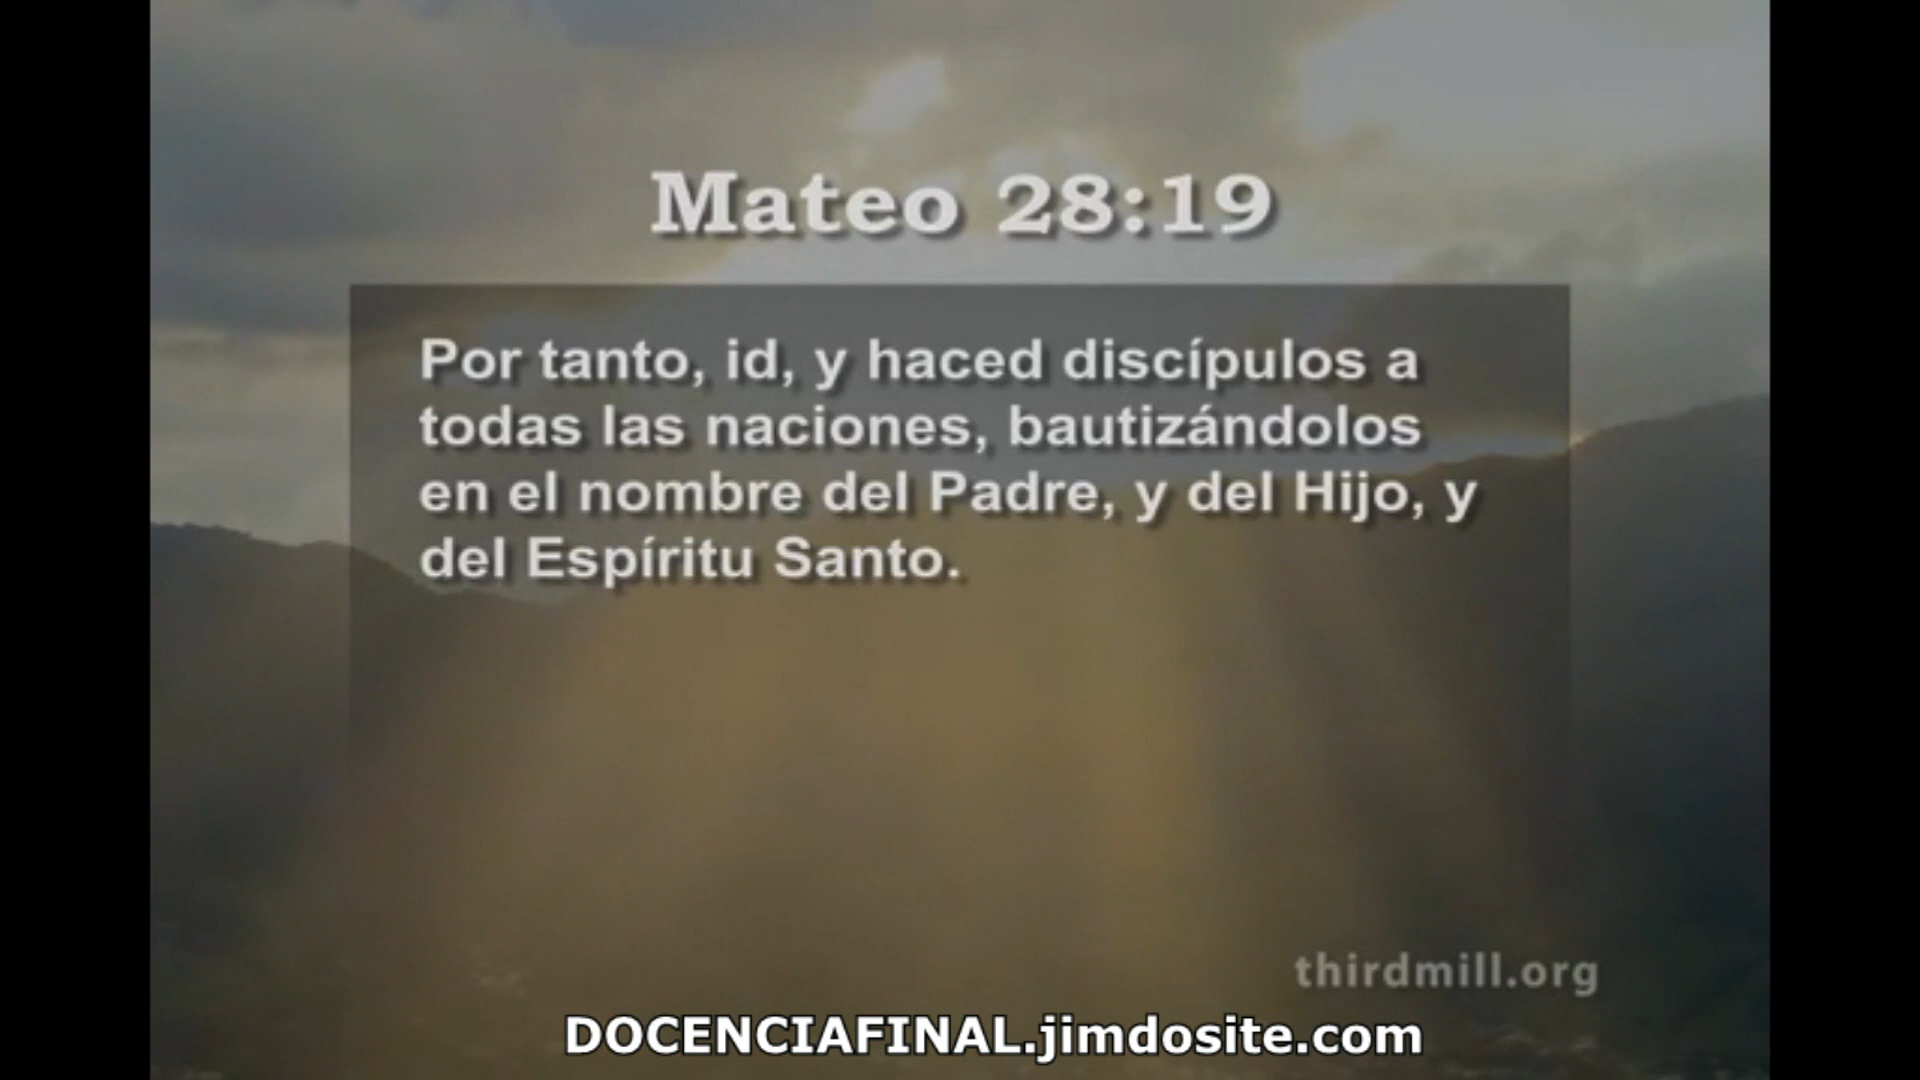 Mateo 28:19
Por tanto, id, y haced discípulos a
todas las naciones, bautizándolos
en el nombre del Padre, y del Hijo, y
del Espíritu Santo.
thirdmill.org
DOCENCIAFINAL.jimdosite.com